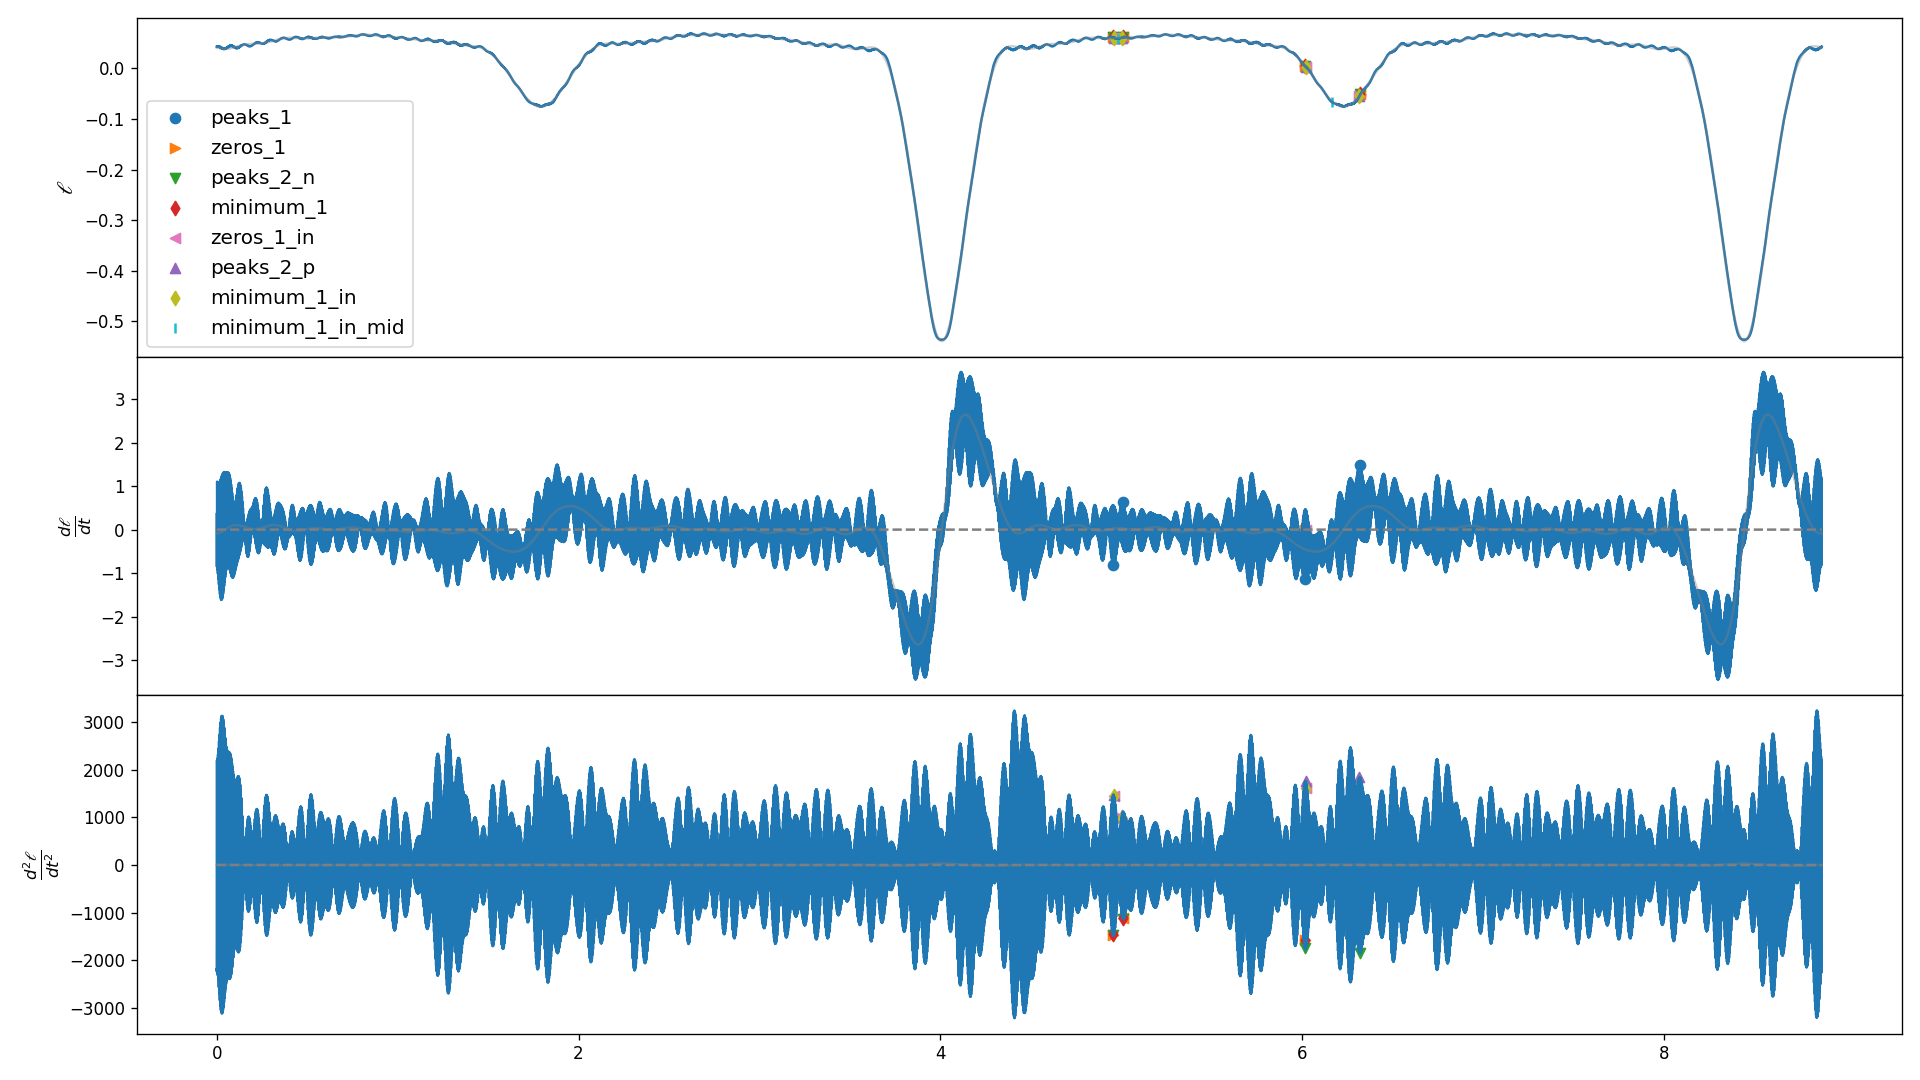 0.0
−0.1
−0.2
−0.3
−0.4
−0.5
ℓ
peaks_1
zeros_1
peaks_2_n
minimum_1
zeros_1_in
peaks_2_p
minimum_1_in
minimum_1_in_mid
3
2
1
0
−1
−2
−3
dℓ
dt
3000
2000
1000
0
−1000
−2000
−3000
d²ℓ
dt²
0 2 4 6 8